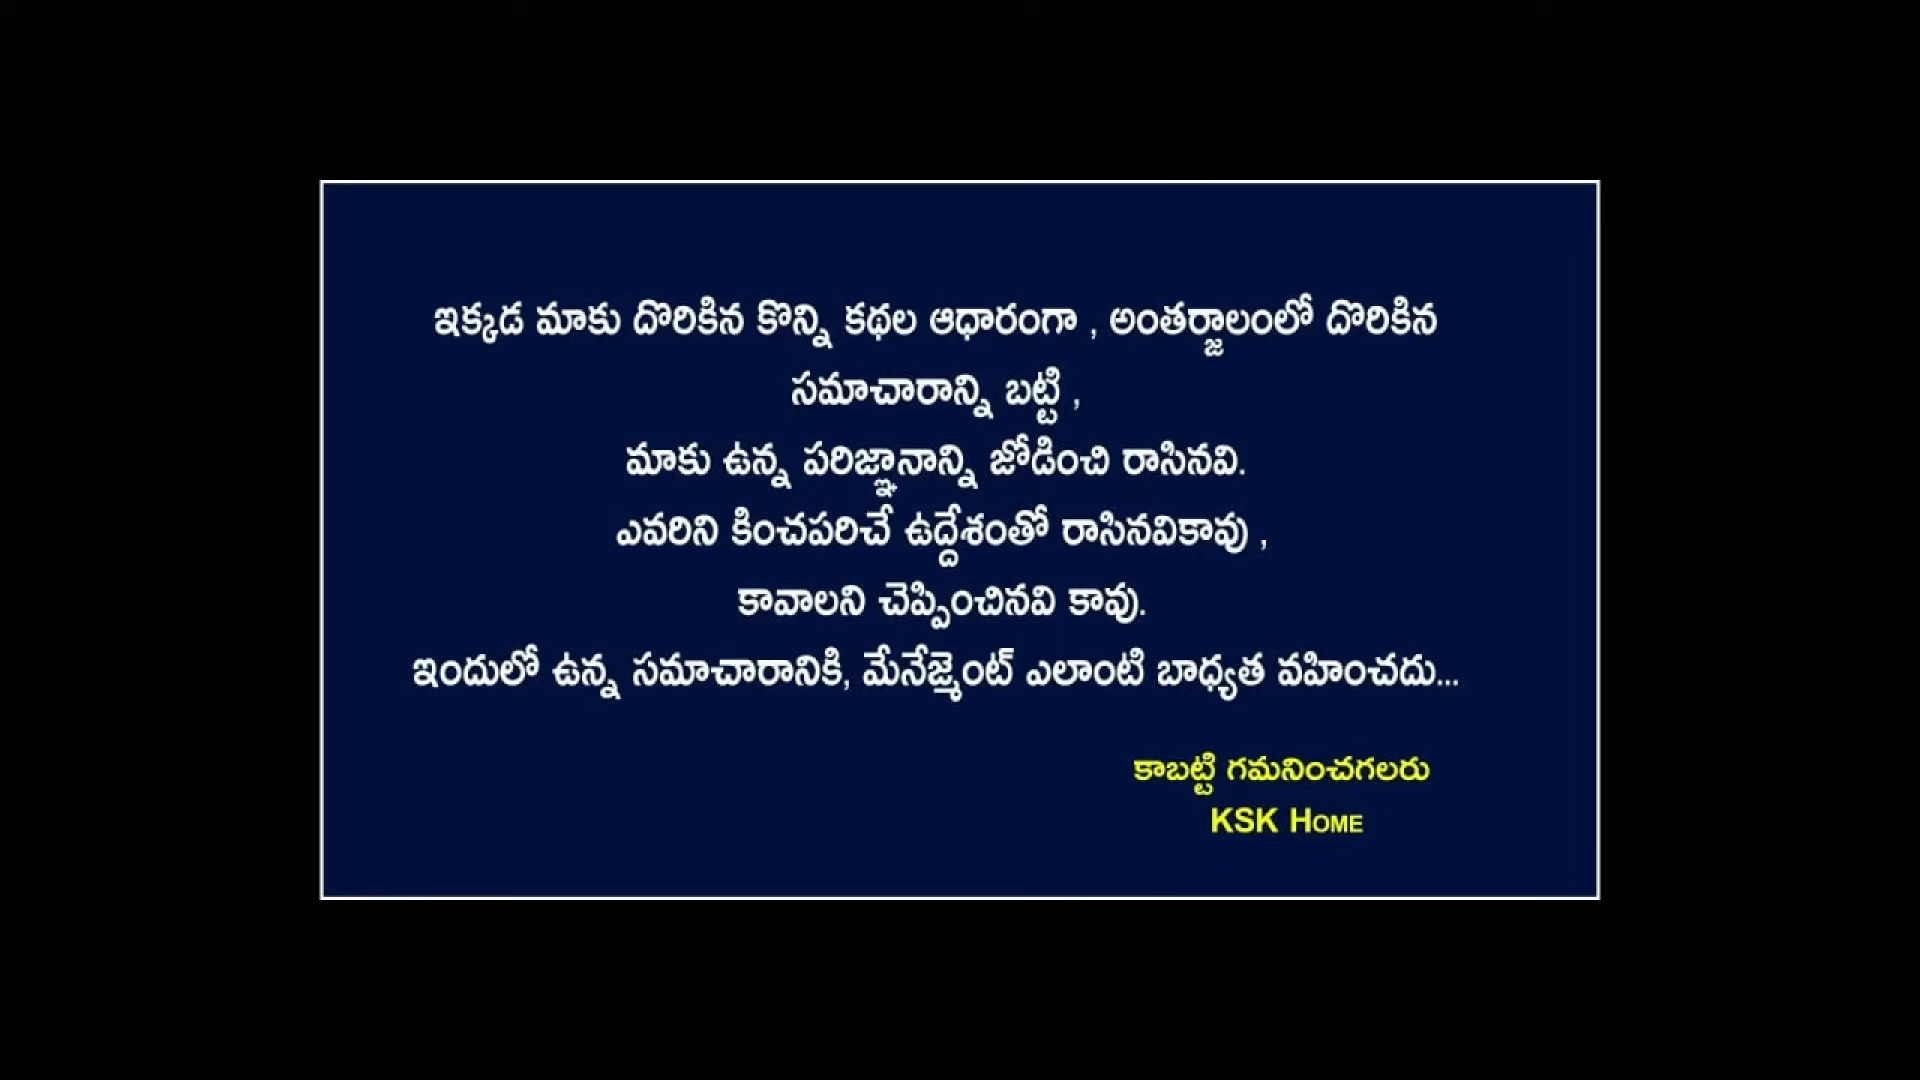 ఇక్కడ మాకు దొరికిన కొన్ని కథల ఆధారంగా , అంతర్జాలంలో దొరికిన
సమాచారాన్ని బట్టి ,
మాకు ఉన్న పరిజ్ఞానాన్ని జోడించి రాసినవి.
ఎవరిని కించపరిచే ఉద్దేశంతో రాసినవికావు ,
కావాలని చెప్పించినవి కావు.
ఇందులో ఉన్న సమాచారానికి, మేనేజ్మెంట్ ఎలాంటి బాధ్యత వహించదు...
కాబట్టి గమనించగలరు
KSK HOME